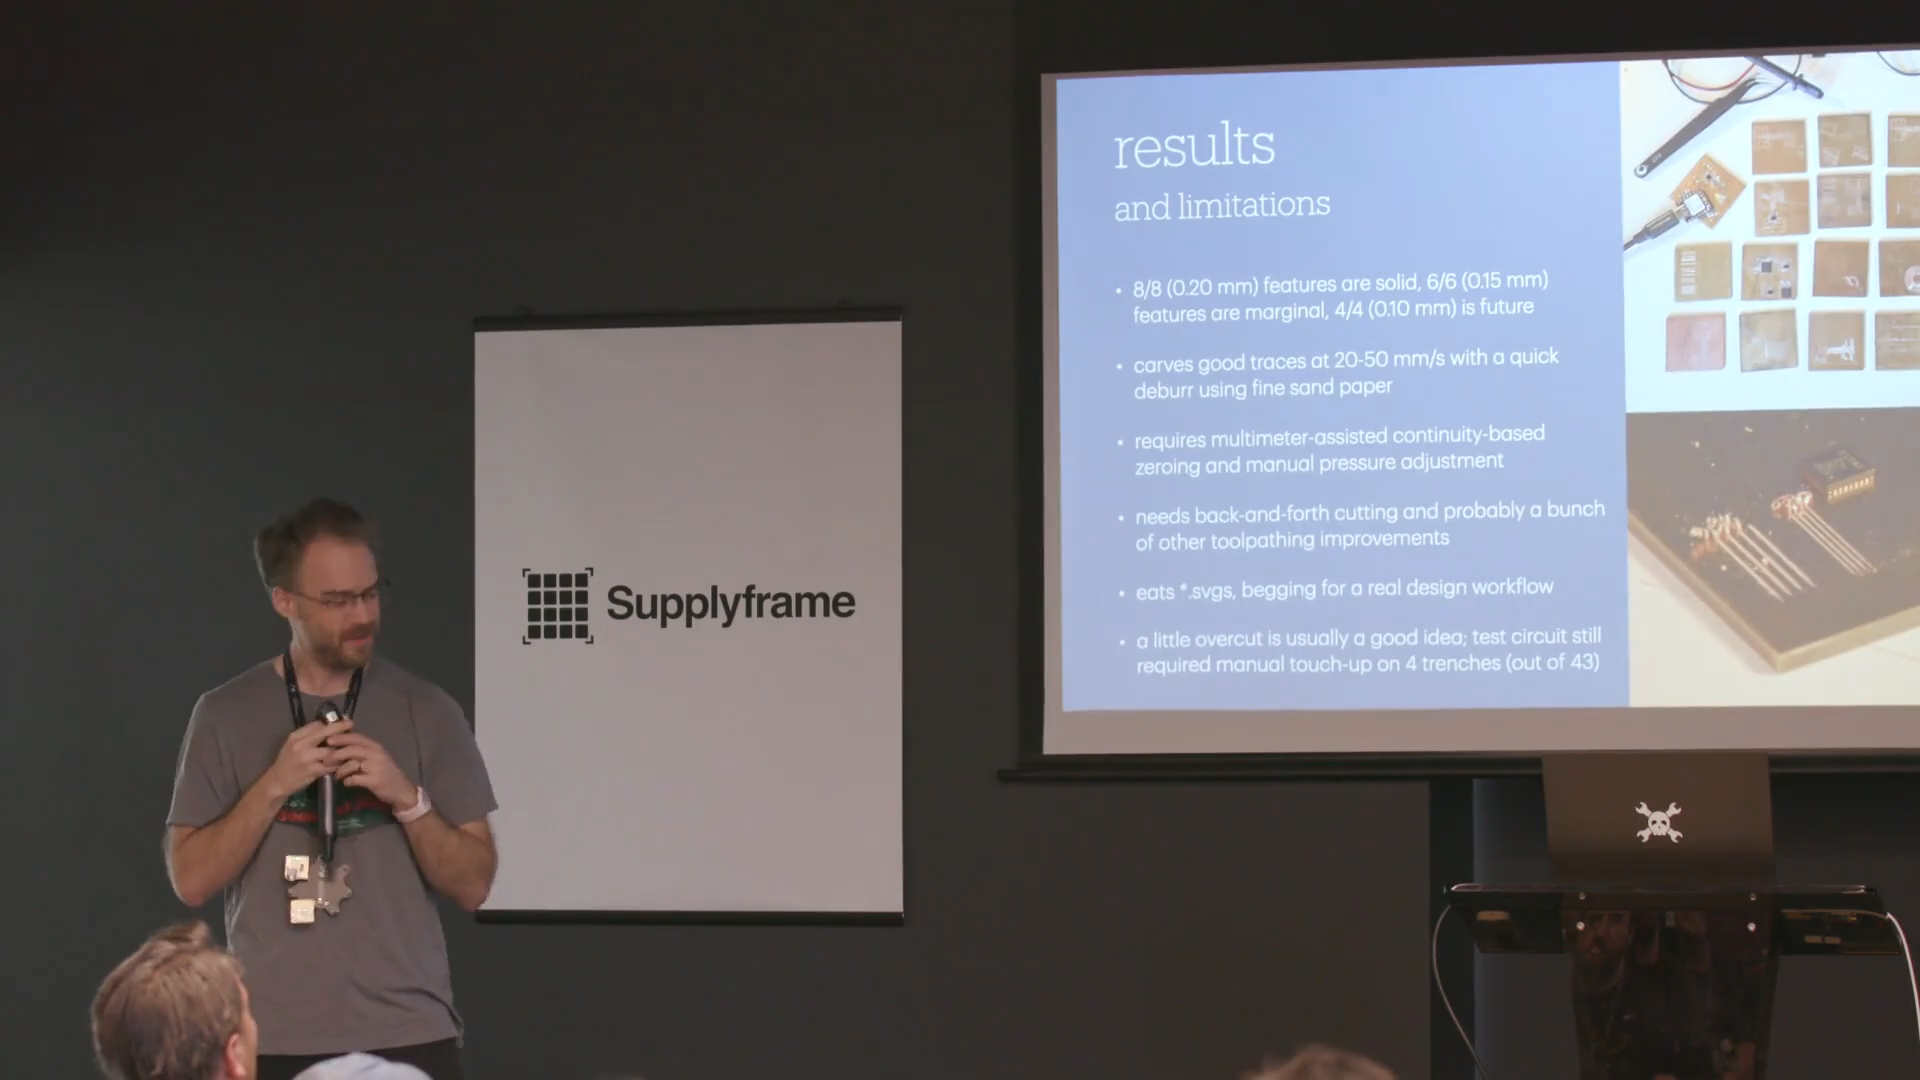 results
and limitations
• 8/8 (0.20 mm) features are solid, 6/6 (0.15 mm)
features are marginal, 4/4 (0.10 mm) is future
• carves good traces at 20-50 mm/s with a quick
deburr using fine sand paper
• requires multimeter-assisted continuity-based
zeroing and manual pressure adjustment
• needs back-and-forth cutting and probably a bunch
of other toolpathing improvements
• eats *.svgs, begging for a real design workflow
• a little overcut is usually a good idea; test circuit still
required manual touch-up on 4 trenches (out of 43)
Supplyframe